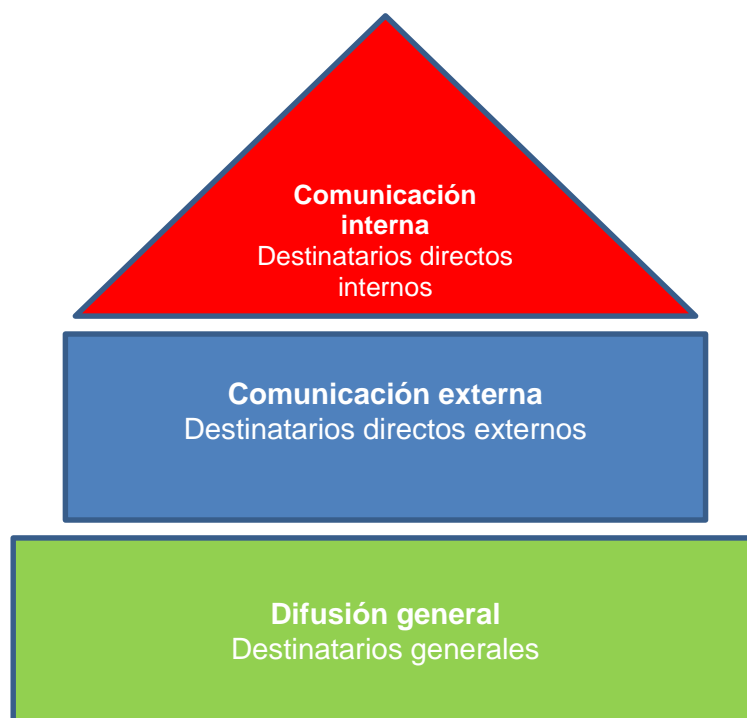 Comunicación
interna
Destinatarios directos
internos
Comunicación externa
Destinatarios directos externos
Difusión general
Destinatarios generales